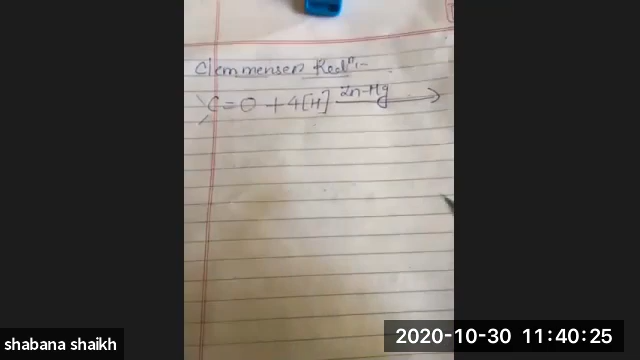 Clemmensen Redⁿ:-
C=O + 4[H] Zn-Hg →
shabana shaikh
2020-10-30 11:40:25